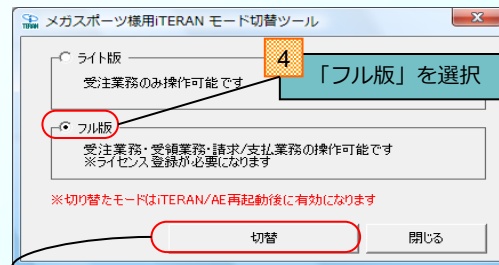 メガスポーツ様用iTERAN モード切替ツール
ライト版
4
「フル版」を選択
受注業務のみ操作可能です
フル版
受注業務・受領業務・請求/支払業務の操作可能です
※ライセンス登録が必要になります
※切り替たモードはiTERAN/AE再起動後に有効になります
切替
閉じる